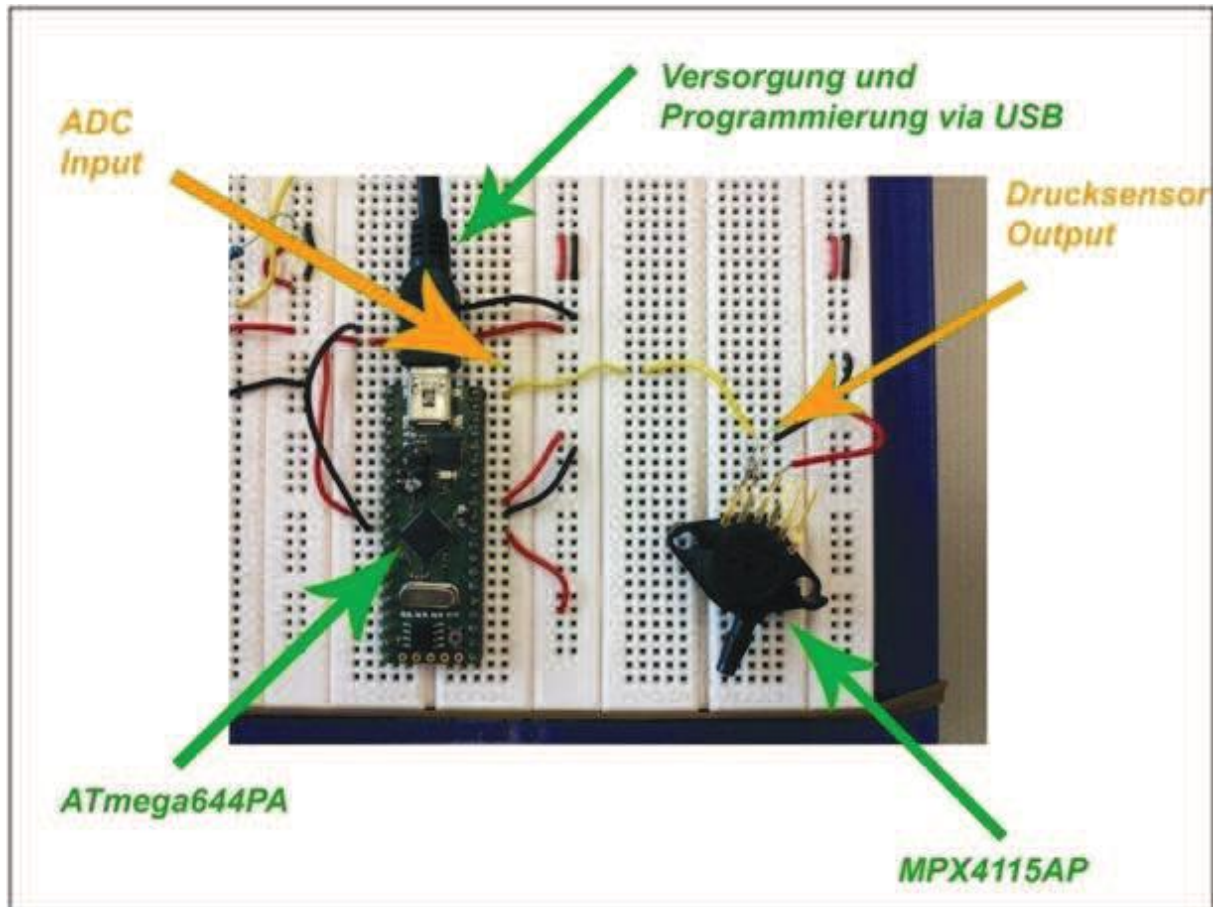 Versorgung und
Programmierung via USB
ADC
Input
Drucksensor
Output
ATmega644PA
MPX4115AP